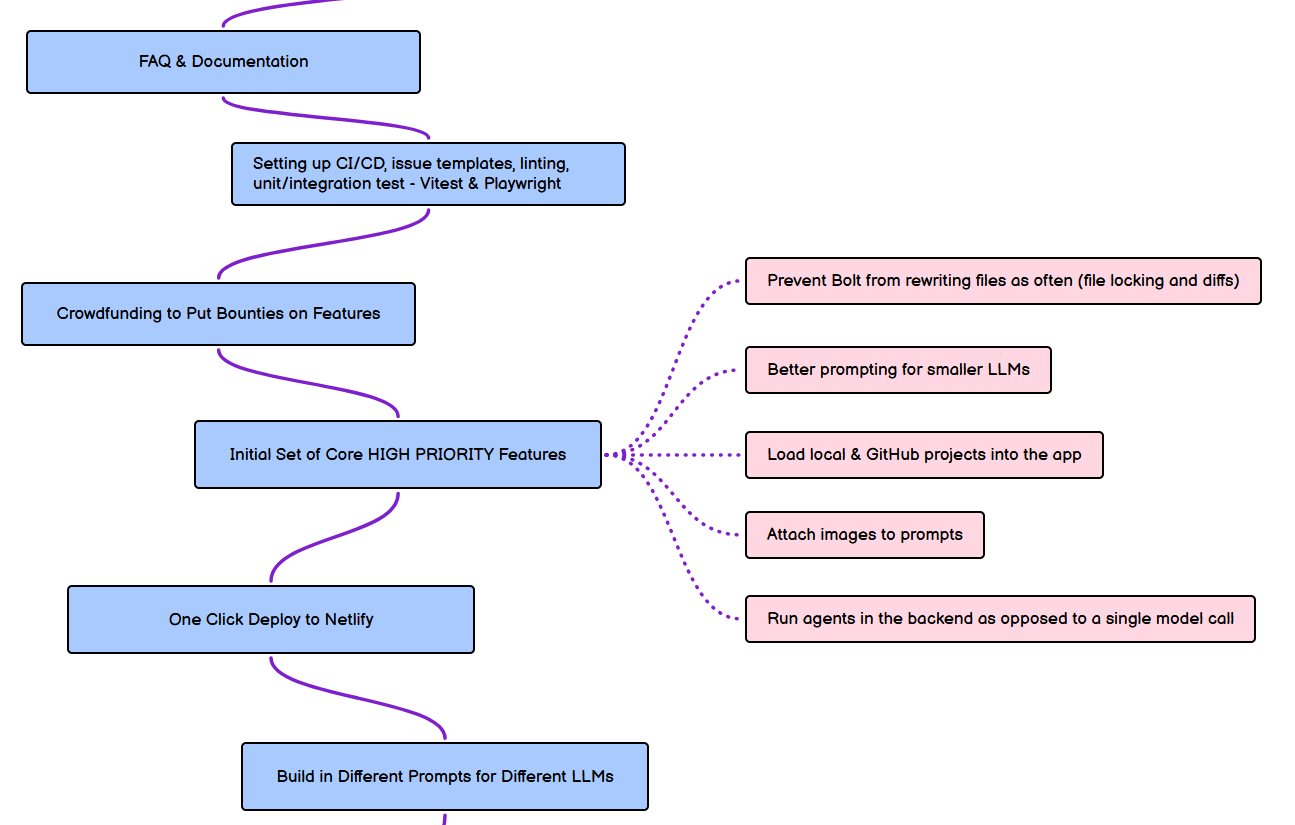 FAQ & Documentation
Setting up CI/CD, issue templates, linting,
unit/integration test - Vitest & Playwright
Crowdfunding to Put Bounties on Features
Initial Set of Core HIGH PRIORITY Features
Prevent Bolt from rewriting files as often (file locking and diffs)
Better prompting for smaller LLMs
Load local & GitHub projects into the app
Attach images to prompts
Run agents in the backend as opposed to a single model call
One Click Deploy to Netlify
Build in Different Prompts for Different LLMs